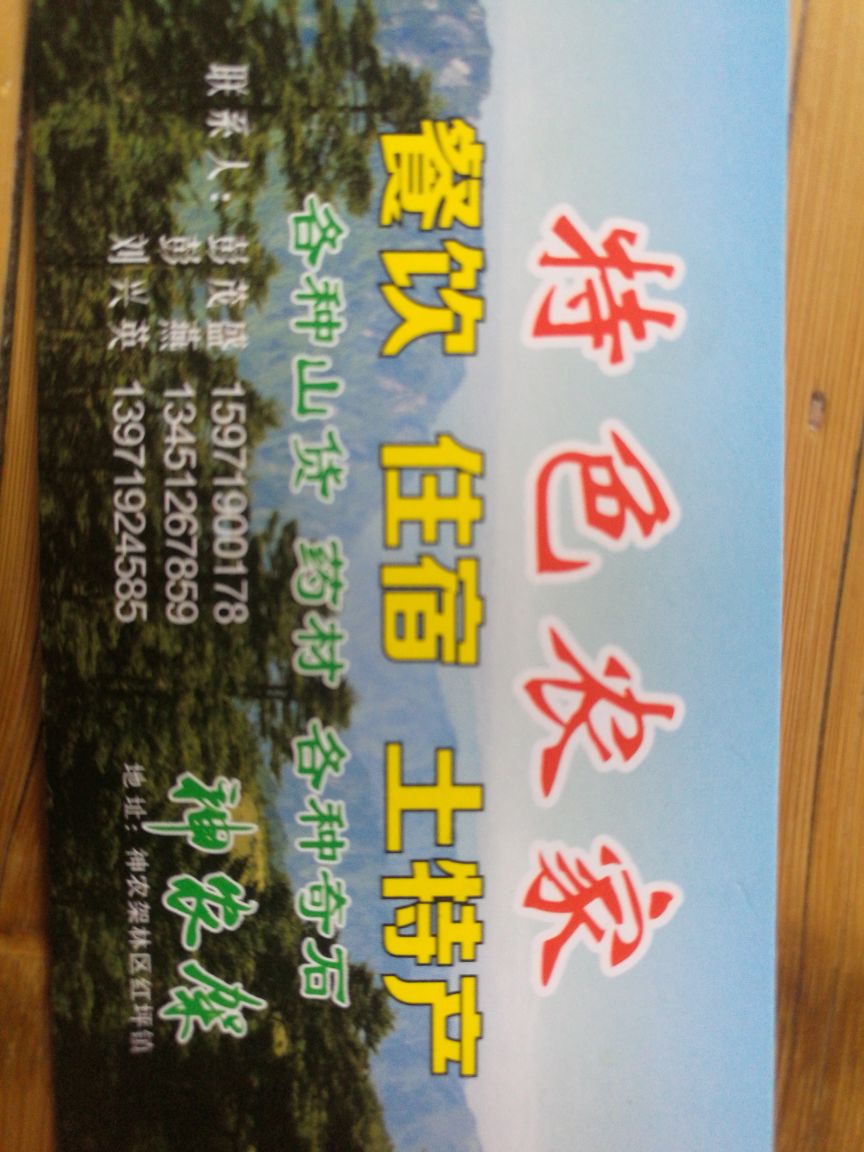 特色农家
餐饮 住宿 土特产
各种山货 药材 各种奇石
联系人：彭茂盛 15971900178
彭燕 13451267859
刘兴英 13971924585
神农架
地址：神农架林区红坪镇